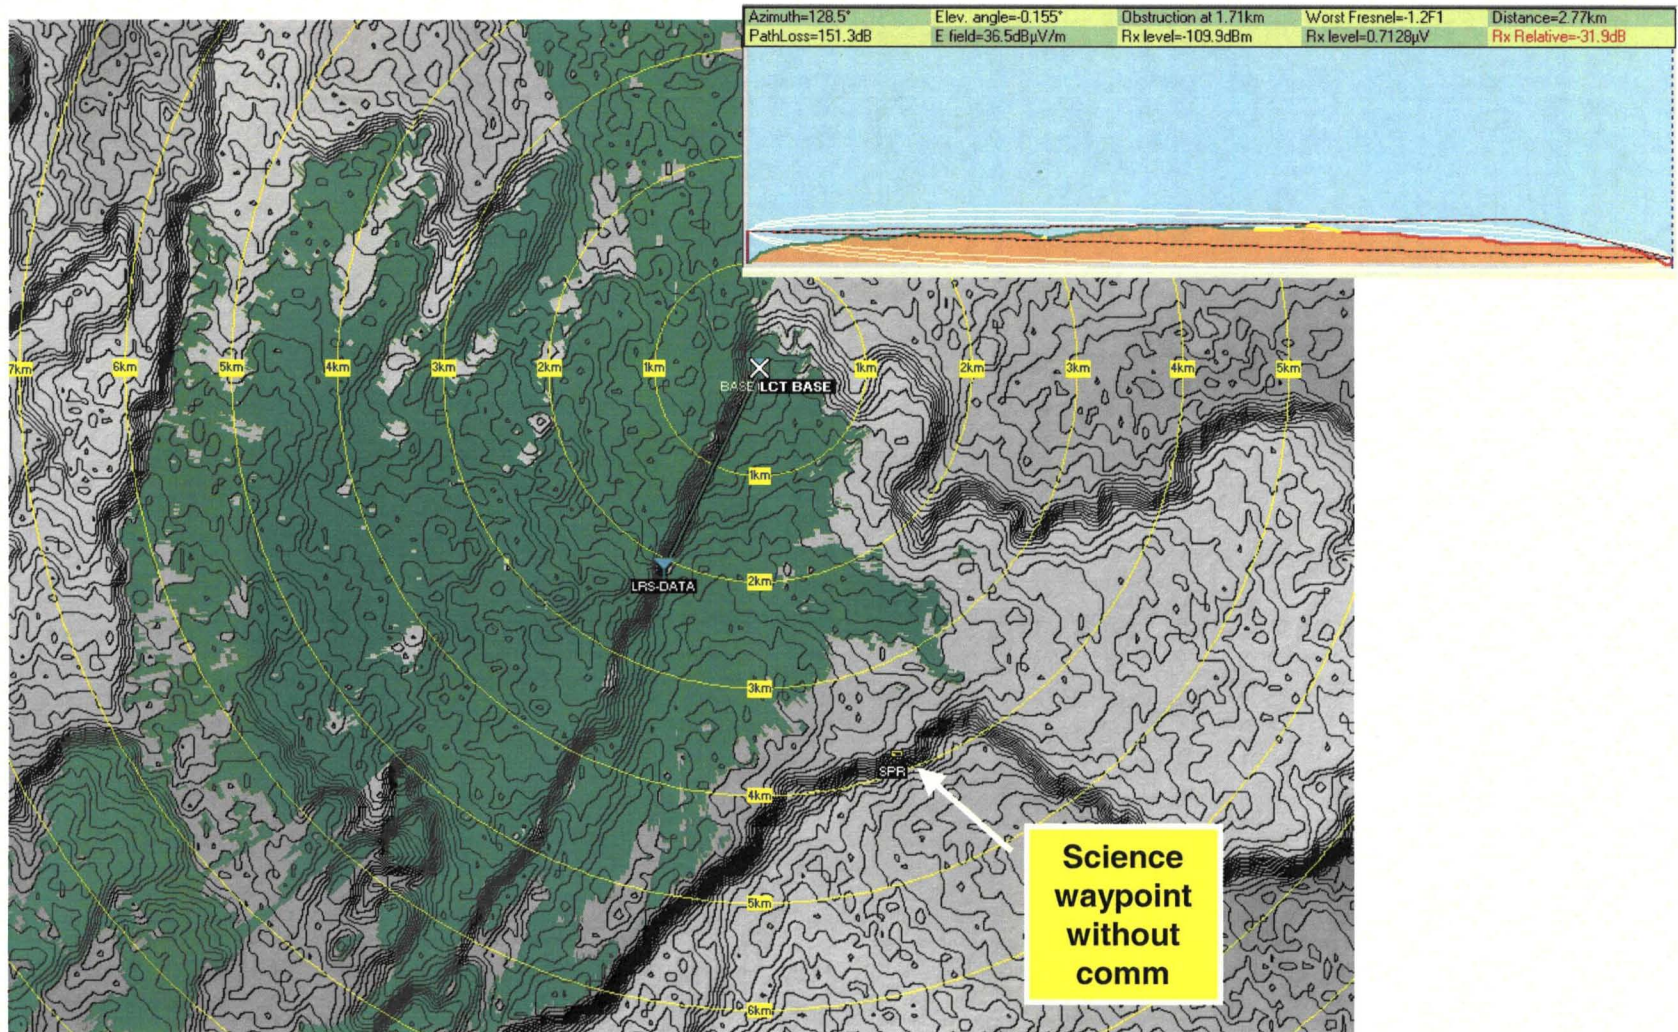 Azimuth=128.5° Elev. angle=-0.155° Obstruction at 1.71km Worst Fresnel=-1.2F1 Distance=2.77km
PathLoss=151.3dB E field=36.5dBµV/m Rx level=-109.9dBm Rx level=0.7128µV Rx Relative=-31.9dB
7km 6km 5km 4km 3km 2km 1km 1km 2km 3km 4km 5km
BASE LCT BASE
1km
LRS-DATA
2km
3km
SPR
4km
Science
waypoint
without
comm
5km
6km